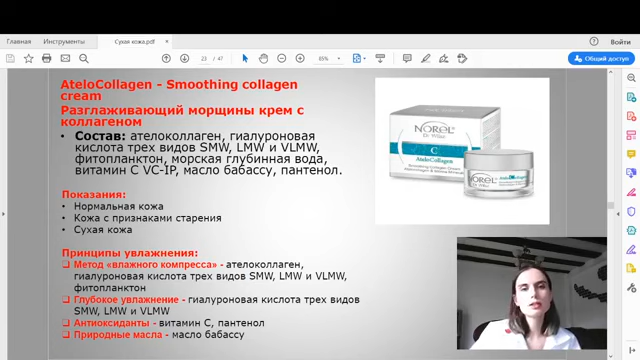 Главная Инструменты Сухая кожа.pdf × Войти
23 / 47 85% Общий доступ
AteloCollagen - Smoothing collagen
cream
Разглаживающий морщины крем с
коллагеном
• Состав: ателоколлаген, гиалуроновая
кислота трех видов SMW, LMW и VLMW,
фитопланктон, морская глубинная вода,
витамин С VC-IP, масло бабассу, пантенол.
Показания:
• Нормальная кожа
• Кожа с признаками старения
• Сухая кожа
Принципы увлажнения:
❑ Метод «влажного компресса» - ателоколлаген,
гиалуроновая кислота трех видов SMW, LMW и VLMW,
фитопланктон
❑ Глубокое увлажнение - гиалуроновая кислота трех видов
SMW, LMW и VLMW
❑ Антиоксиданты - витамин С, пантенол
❑ Природные масла - масло бабассу
NOREL
Dr Wilsz
C
AteloCollagen
NOREL